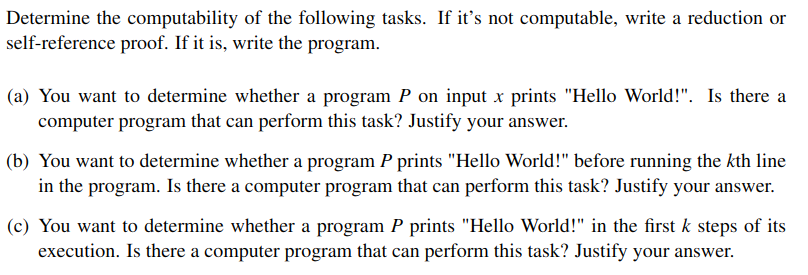 Determine the computability of the following tasks. If it's not computable, write a reduction or
self-reference proof. If it is, write the program.
(a) You want to determine whether a program P on input x prints "Hello World!". Is there a
computer program that can perform this task? Justify your answer.
(b) You want to determine whether a program P prints "Hello World!" before running the kth line
in the program. Is there a computer program that can perform this task? Justify your answer.
(c) You want to determine whether a program P prints "Hello World!" in the first k steps of its
execution. Is there a computer program that can perform this task? Justify your answer.